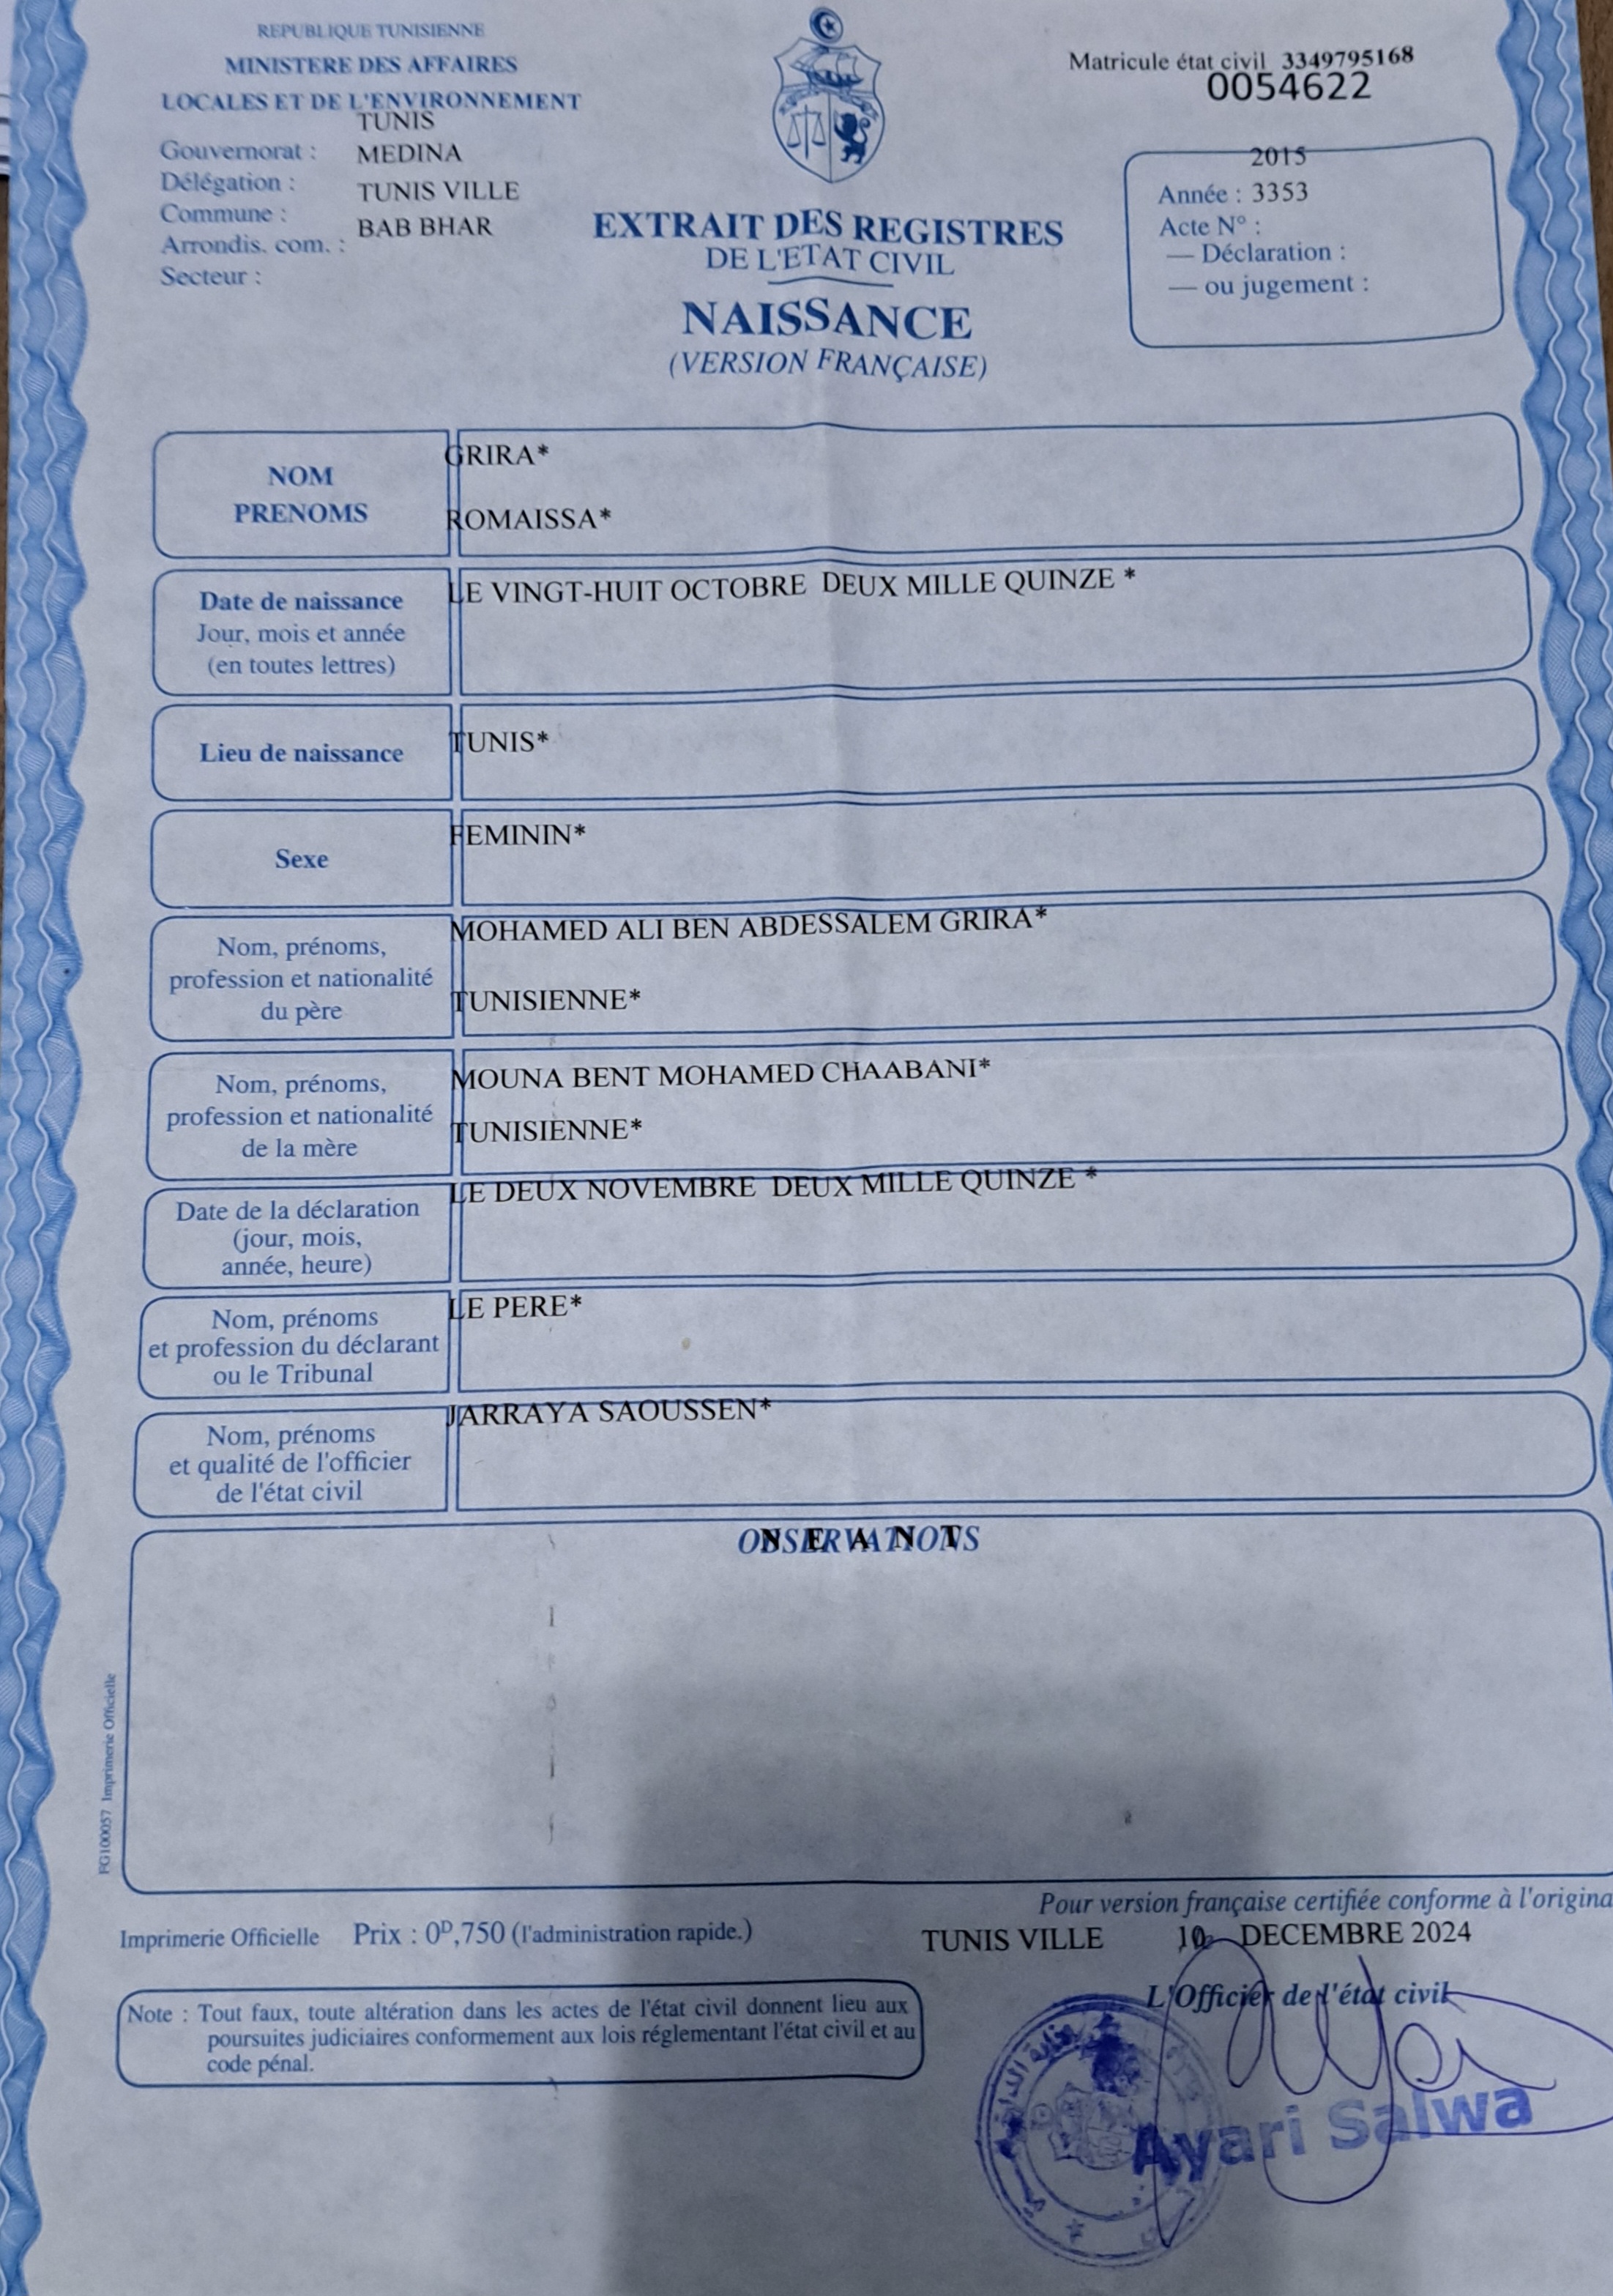 REPUBLIQUE TUNISIENNE
MINISTERE DES AFFAIRES
LOCALES ET DE L'ENVIRONNEMENT
TUNIS
Gouvernorat : MEDINA
Délégation : TUNIS VILLE
Commune : BAB BHAR
Arrondis. com. :
Secteur :
Matricule état civil 3349795168
0054622
2015
Année : 3353
Acte N° :
— Déclaration :
— ou jugement :
EXTRAIT DES REGISTRES
DE L'ETAT CIVIL
NAISSANCE
(VERSION FRANÇAISE)
NOM
PRENOMS
GRIRA*
ROMAISSA*
Date de naissance
Jour, mois et année
(en toutes lettres)
LE VINGT-HUIT OCTOBRE DEUX MILLE QUINZE *
Lieu de naissance
TUNIS*
Sexe
FEMININ*
Nom, prénoms,
profession et nationalité
du père
MOHAMED ALI BEN ABDESSALEM GRIRA*
TUNISIENNE*
Nom, prénoms,
profession et nationalité
de la mère
MOUNA BENT MOHAMED CHAABANI*
TUNISIENNE*
Date de la déclaration
(jour, mois,
année, heure)
LE DEUX NOVEMBRE DEUX MILLE QUINZE *
Nom, prénoms
et profession du déclarant
ou le Tribunal
LE PERE*
Nom, prénoms
et qualité de l'officier
de l'état civil
JARRAYA SAOUSSEN*
OBSERVATIONS
N E A N T
FG100057 Imprimerie Officielle
Pour version française certifiée conforme à l'origina
Imprimerie Officielle Prix : 0D,750 (l'administration rapide.)
TUNIS VILLE 10 DECEMBRE 2024
L'Officier de l'état civil
Note : Tout faux, toute altération dans les actes de l'état civil donnent lieu aux
poursuites judiciaires conformement aux lois réglementant l'état civil et au
code pénal.
Ayari Salwa